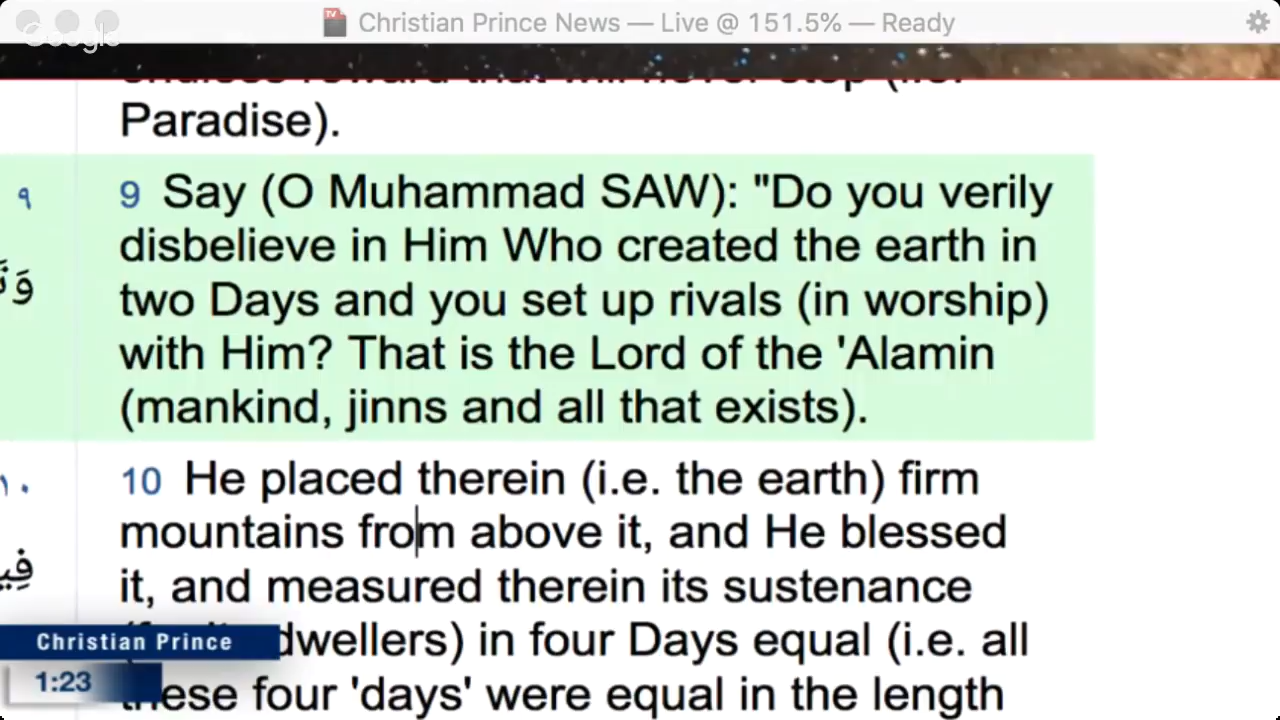 Christian Prince News — Live @ 151.5% — Ready
Google
Paradise).
٩
9 Say (O Muhammad SAW): "Do you verily
disbelieve in Him Who created the earth in
two Days and you set up rivals (in worship)
with Him? That is the Lord of the 'Alamin
(mankind, jinns and all that exists).
١٠
10 He placed therein (i.e. the earth) firm
mountains from above it, and He blessed
it, and measured therein its sustenance
dwellers) in four Days equal (i.e. all
these four 'days' were equal in the length
Christian Prince
1:23